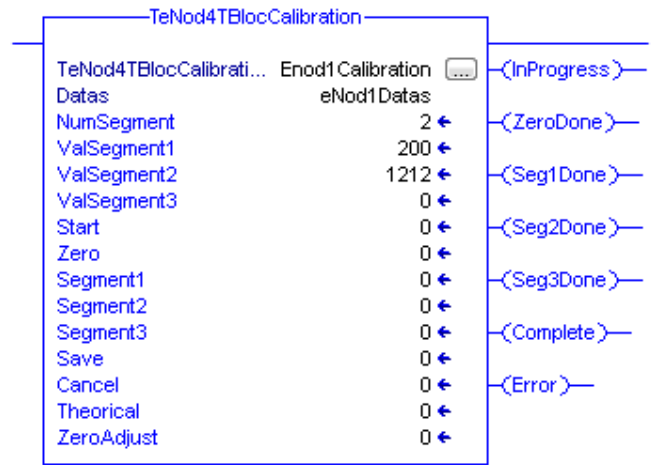 TeNod4TBlocCalibration
TeNod4TBlocCalibrati... Enod1Calibration ... (InProgress)
Datas eNod1Datas
NumSegment 2 (ZeroDone)
ValSegment1 200
ValSegment2 1212 (Seg1Done)
ValSegment3 0
Start 0 (Seg2Done)
Zero 0
Segment1 0 (Seg3Done)
Segment2 0
Segment3 0 (Complete)
Save 0
Cancel 0 (Error)
Theorical 0
ZeroAdjust 0